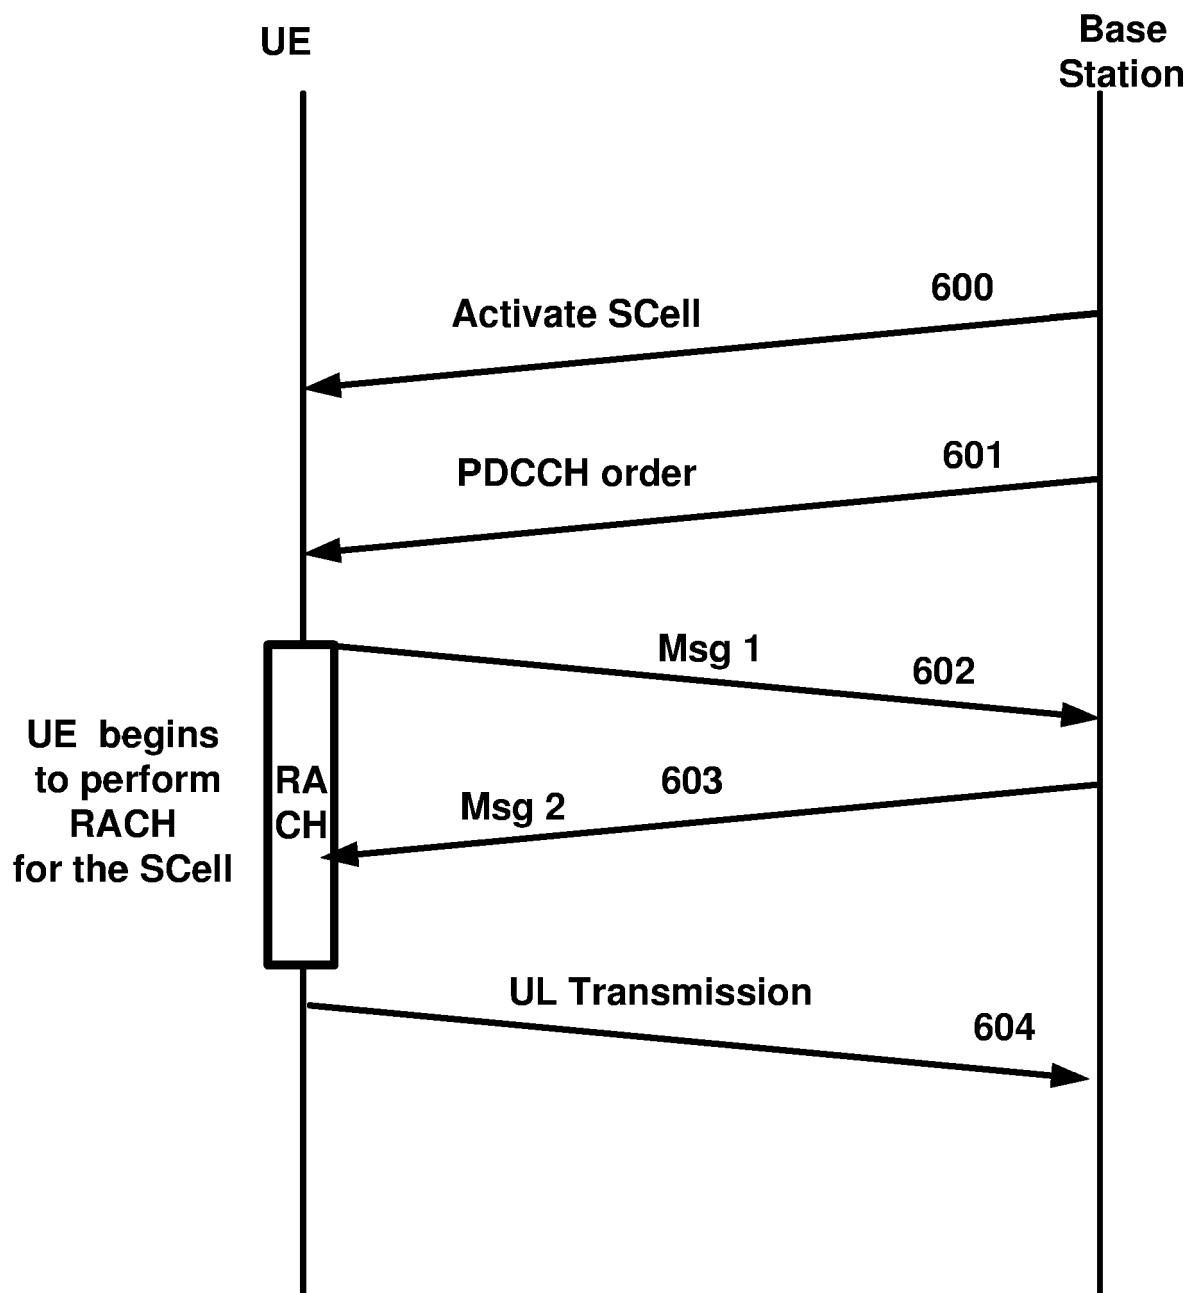 UE
Base
Station
600
Activate SCell
601
PDCCH order
Msg 1
602
UE begins
to perform
RACH
for the SCell
RA
CH
603
Msg 2
UL Transmission
604